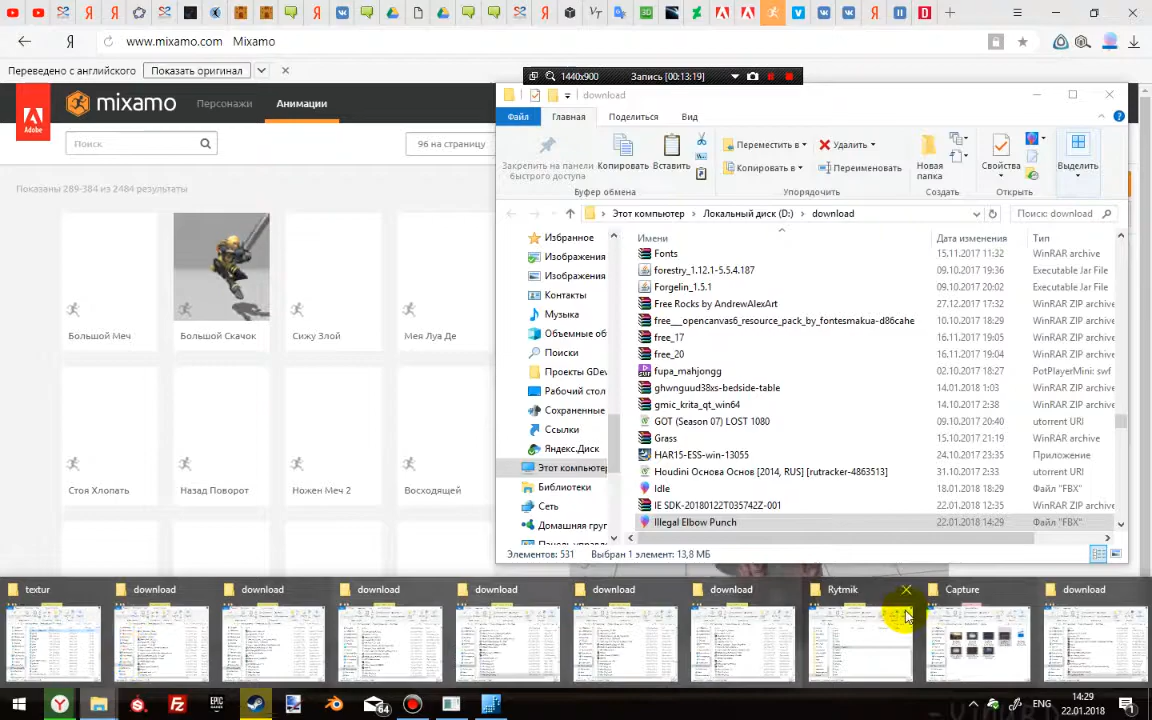 www.mixamo.com Mixamo
Переведено с английского Показать оригинал
1440x900 Запись [00:13:19]
Adobe
mixamo Персонажи Анимации
Поиск 96 на страницу
Показаны 289-384 из 2484 результаты
Большой Меч Большой Скачок Сижу Злой Мея Луа Де
Стоя Хлопать Назад Поворот Ножен Меч 2 Восходящей
download
Файл Главная Поделиться Вид
Закрепить на панели быстрого доступа Копировать Вставить Переместить в Удалить Новая папка Свойства Выделить
Копировать в Переименовать
Буфер обмена Упорядочить Создать Открыть
Этот компьютер Локальный диск (D:) download Поиск: download
Избранное
Изображения
Изображения
Контакты
Музыка
Объемные об
Поиски
Проекты GDev
Рабочий стол
Сохраненные
Ссылки
Яндекс.Диск
Этот компьютер
Библиотеки
Сеть
Домашняя груг
Имени Дата изменения Тип
Fonts 15.11.2017 11:32 WinRAR archive
forestry_1.12.1-5.5.4.187 09.10.2017 19:36 Executable Jar File
Forgelin_1.5.1 09.10.2017 20:02 Executable Jar File
Free Rocks by AndrewAlexArt 27.12.2017 17:32 WinRAR ZIP archive
free___opencanvas6_resource_pack_by_fontesmakua-d86cahe 10.10.2017 18:29 WinRAR ZIP archive
free_17 16.11.2017 19:05 WinRAR ZIP archive
free_20 16.11.2017 19:04 WinRAR ZIP archive
fupa_mahjongg 02.10.2017 18:27 PotPlayerMini: swf
ghwnguud38xs-bedside-table 14.01.2018 1:03 WinRAR ZIP archive
gmic_krita_qt_win64 14.10.2017 2:38 WinRAR ZIP archive
GOT (Season 07) LOST 1080 09.10.2017 20:40 utorrent URI
Grass 15.10.2017 21:19 WinRAR archive
HAR15-ESS-win-13055 24.10.2017 23:35 Приложение
Houdini Основа Основ [2014, RUS] [rutracker-4863513] 31.10.2017 2:33 utorrent URI
Idle 18.01.2018 18:29 Файл "FBX"
IE SDK-20180122T035742Z-001 22.01.2018 12:35 WinRAR ZIP archive
Illegal Elbow Punch 22.01.2018 14:29 Файл "FBX"
Элементов: 531 Выбран 1 элемент: 13,8 МБ
textur download download download download download download Rytmik Capture download
EPIC GAMES 64 ENG 14:29
22.01.2018 1